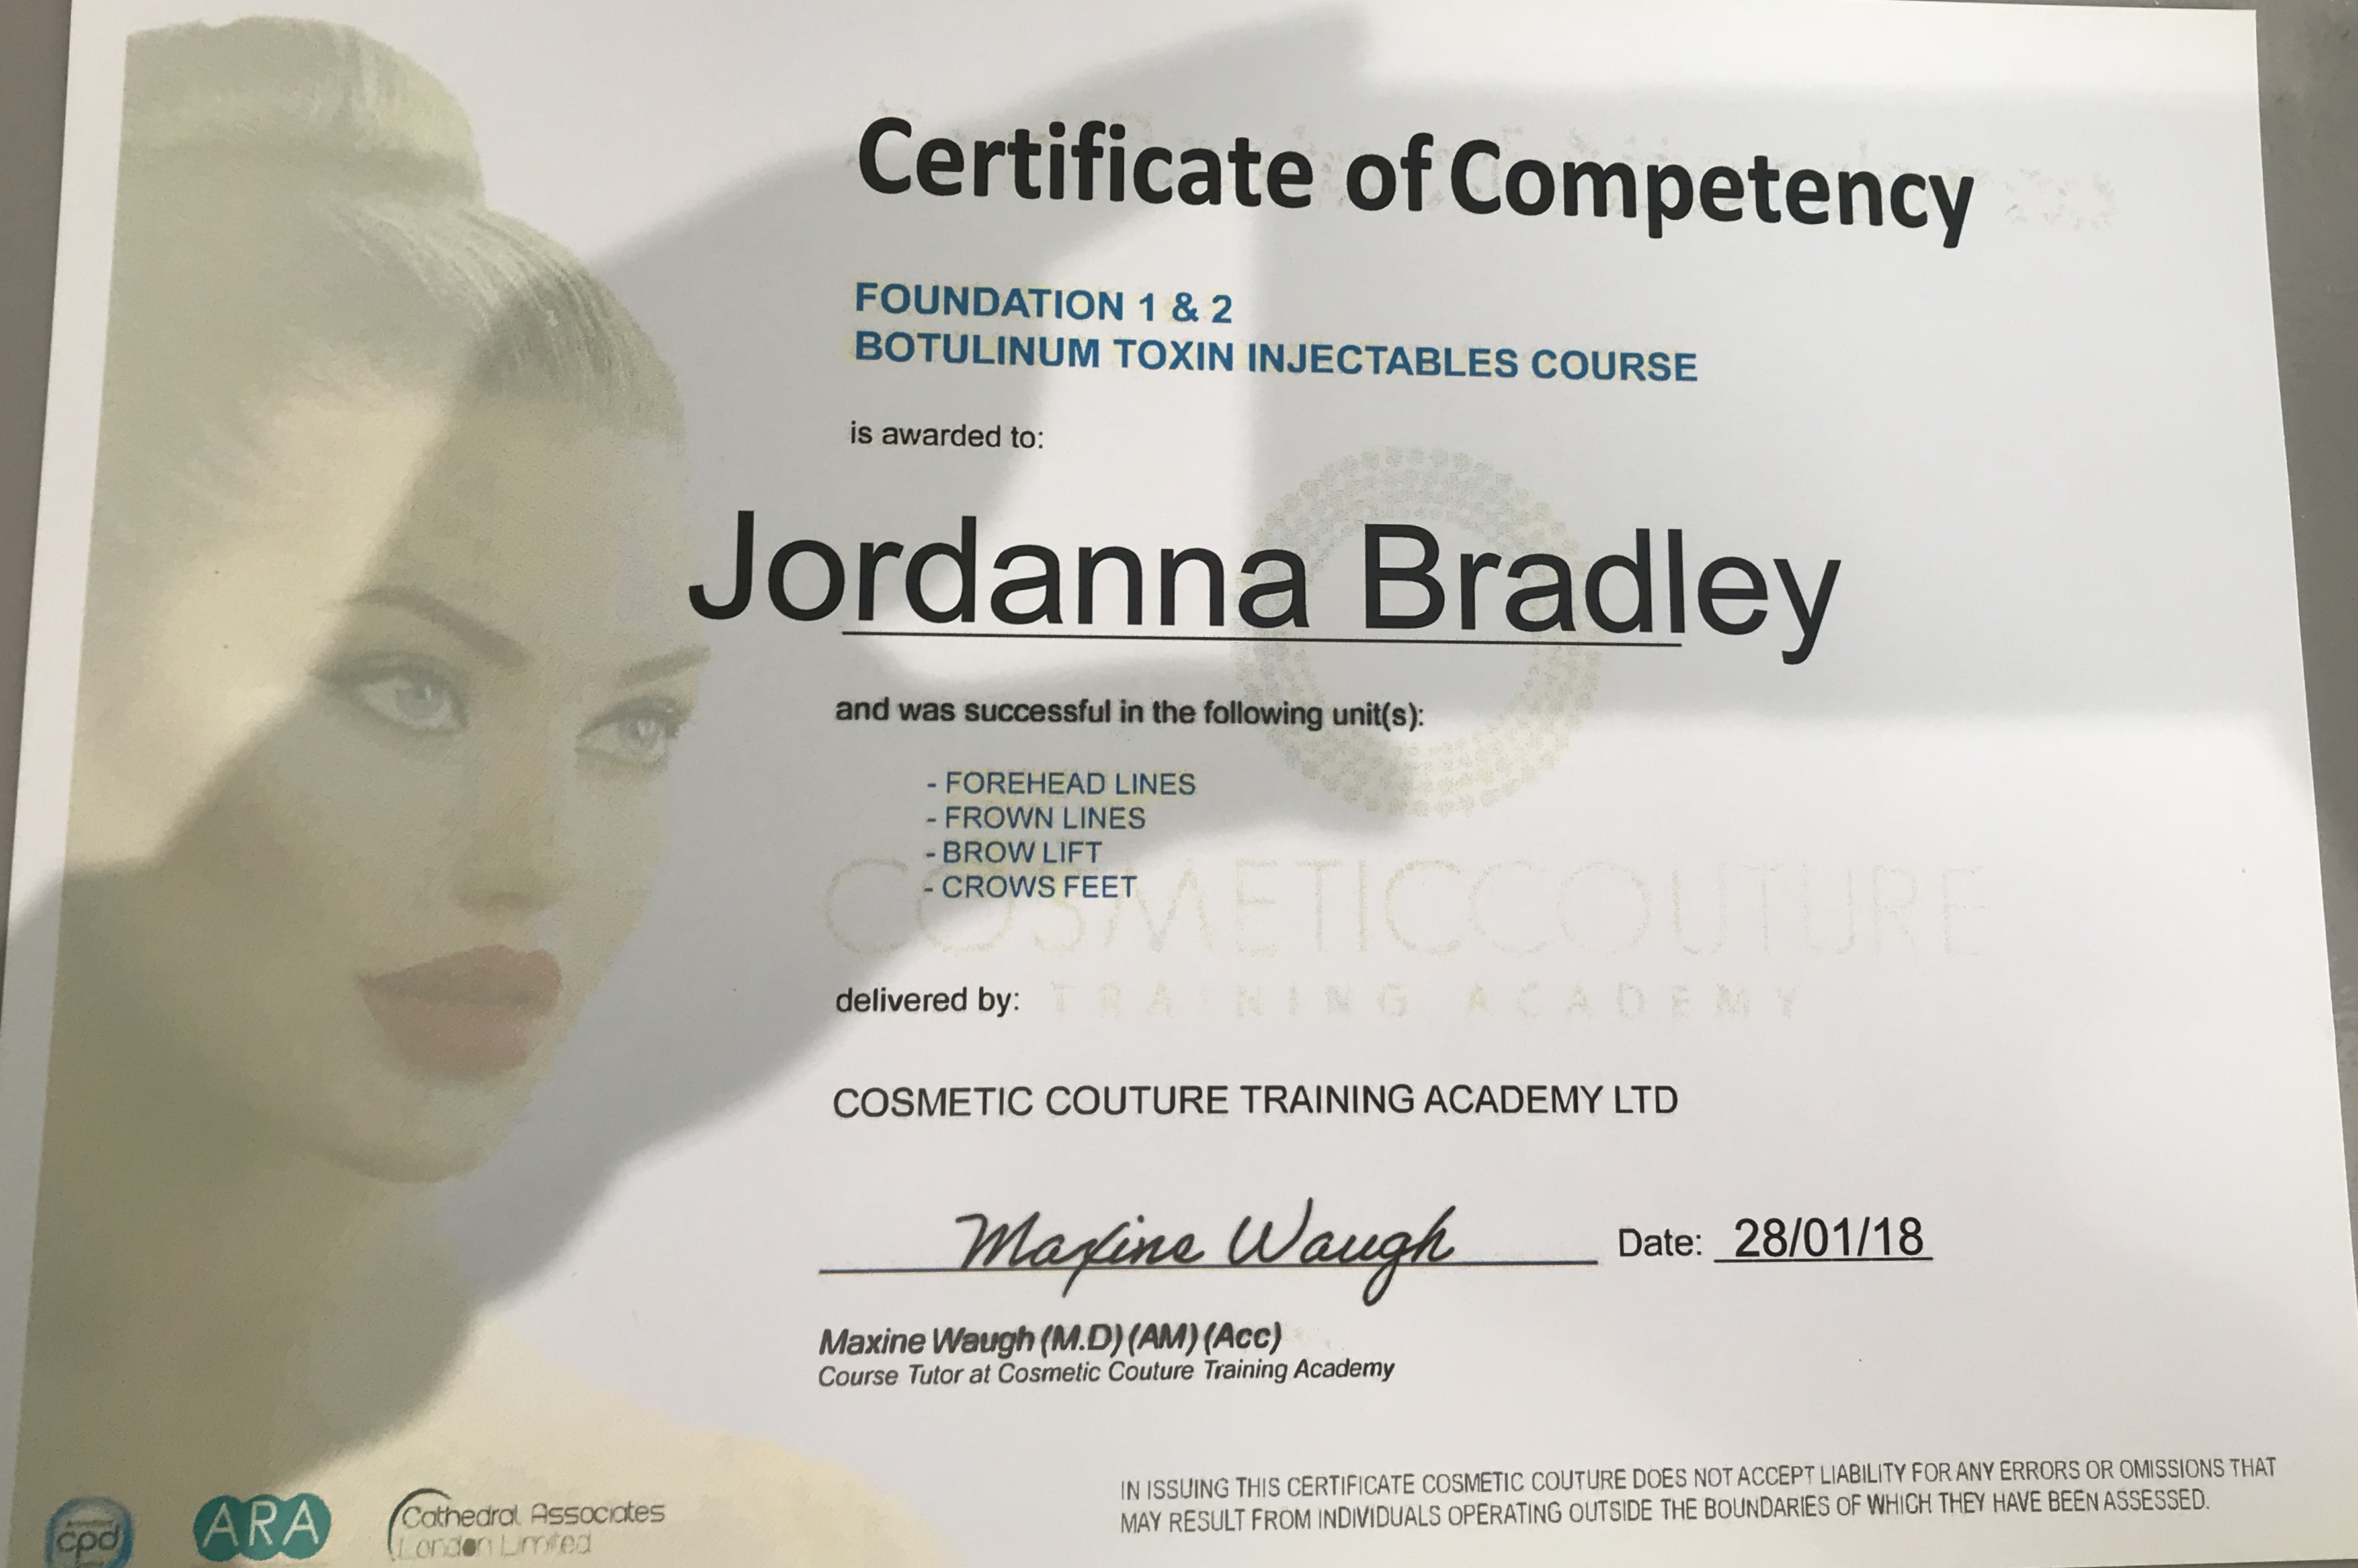 Certificate of Competency
FOUNDATION 1 & 2
BOTULINUM TOXIN INJECTABLES COURSE
is awarded to:
Jordanna Bradley
and was successful in the following unit(s):
- FOREHEAD LINES
- FROWN LINES
- BROW LIFT
- CROWS FEET
COSMETICCOUTURE
TRAINING ACADEMY
delivered by:
COSMETIC COUTURE TRAINING ACADEMY LTD
Maxine Waugh
Date: 28/01/18
Maxine Waugh (M.D) (AM) (Acc)
Course Tutor at Cosmetic Couture Training Academy
IN ISSUING THIS CERTIFICATE COSMETIC COUTURE DOES NOT ACCEPT LIABILITY FOR ANY ERRORS OR OMISSIONS THAT
MAY RESULT FROM INDIVIDUALS OPERATING OUTSIDE THE BOUNDARIES OF WHICH THEY HAVE BEEN ASSESSED.
cpd
ARA
Cathedral Associates
London Limited